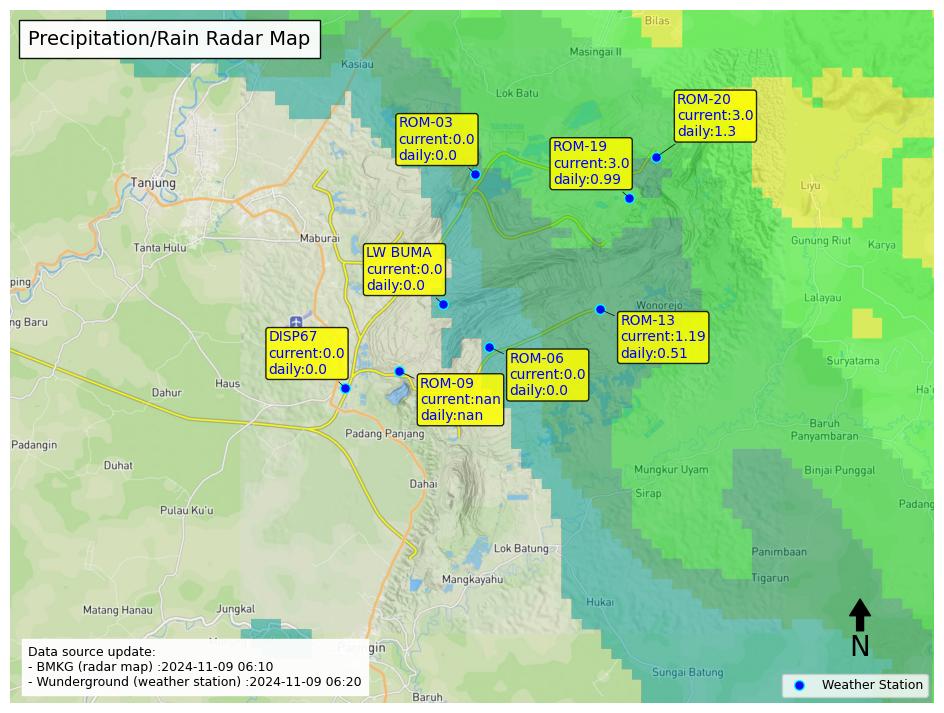 Precipitation/Rain Radar Map
Bilas
Masingai II
Kasiau
Lok Batu
ROM-20
current:3.0
daily:1.3
ROM-03
current:0.0
daily:0.0
ROM-19
current:3.0
daily:0.99
Tanjung
Liyu
Maburai
Tanta Hulu
Gunung Riut
Karya
LW BUMA
current:0.0
daily:0.0
ping
Lalayau
Wonorejo
ng Baru
ROM-13
current:1.19
daily:0.51
DISP67
current:0.0
daily:0.0
Suryatama
ROM-06
current:0.0
daily:0.0
ROM-09
current:nan
daily:nan
Haus
Dahur
Ha'
Baruh
Panyambaran
Padang Panjang
Padangin
Duhat
Mungkur Uyam
Binjai Punggal
Dahai
Sirap
Padang
Pulau Ku'u
Lok Batung
Panimbaan
Mangkayahu
Tigarun
Hukai
Matang Hanau
Jungkal
N
Data source update:
- BMKG (radar map) :2024-11-09 06:10
- Wunderground (weather station) :2024-11-09 06:20
Sungai Batung
Weather Station
Baruh